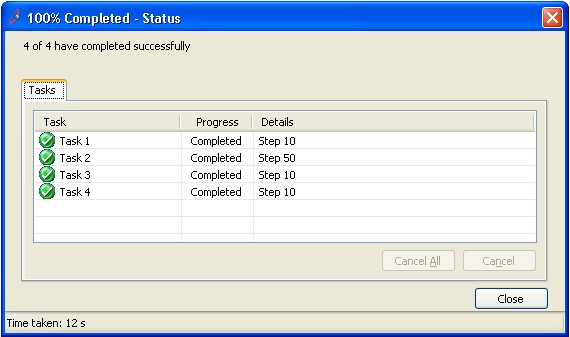 100% Completed - Status
4 of 4 have completed successfully
Tasks
Task Progress Details
Task 1 Completed Step 10
Task 2 Completed Step 50
Task 3 Completed Step 10
Task 4 Completed Step 10
Cancel All Cancel
Close
Time taken: 12 s